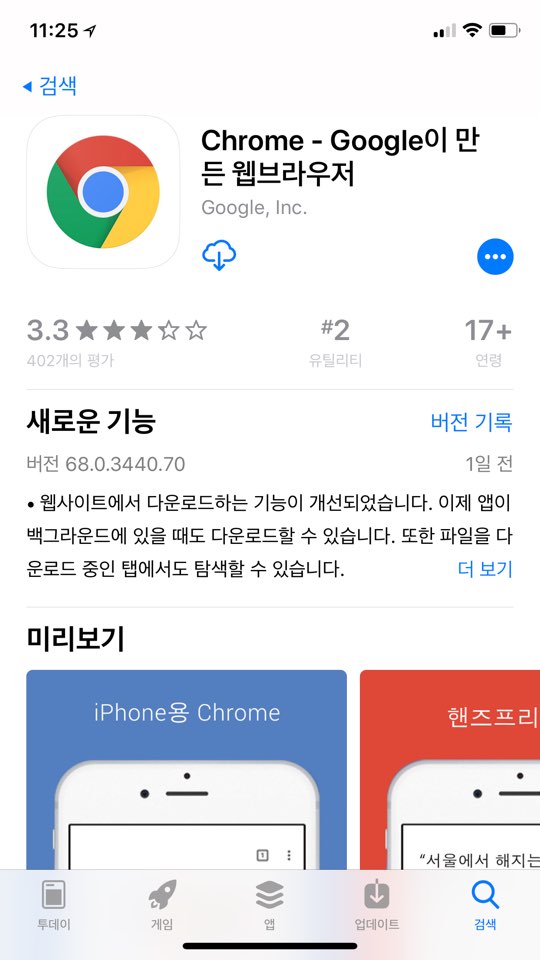 11:25
검색
Chrome - Google이 만
든 웹브라우저
Google, Inc.
3.3
#2
17+
402개의 평가
유틸리티
연령
새로운 기능
버전 기록
버전 68.0.3440.70
1일 전
• 웹사이트에서 다운로드하는 기능이 개선되었습니다. 이제 앱이
백그라운드에 있을 때도 다운로드할 수 있습니다. 또한 파일을 다
운로드 중인 탭에서도 탐색할 수 있습니다.
더 보기
미리보기
iPhone용 Chrome
핸즈프리
1
“서울에서 해지는
투데이
게임
앱
업데이트
검색